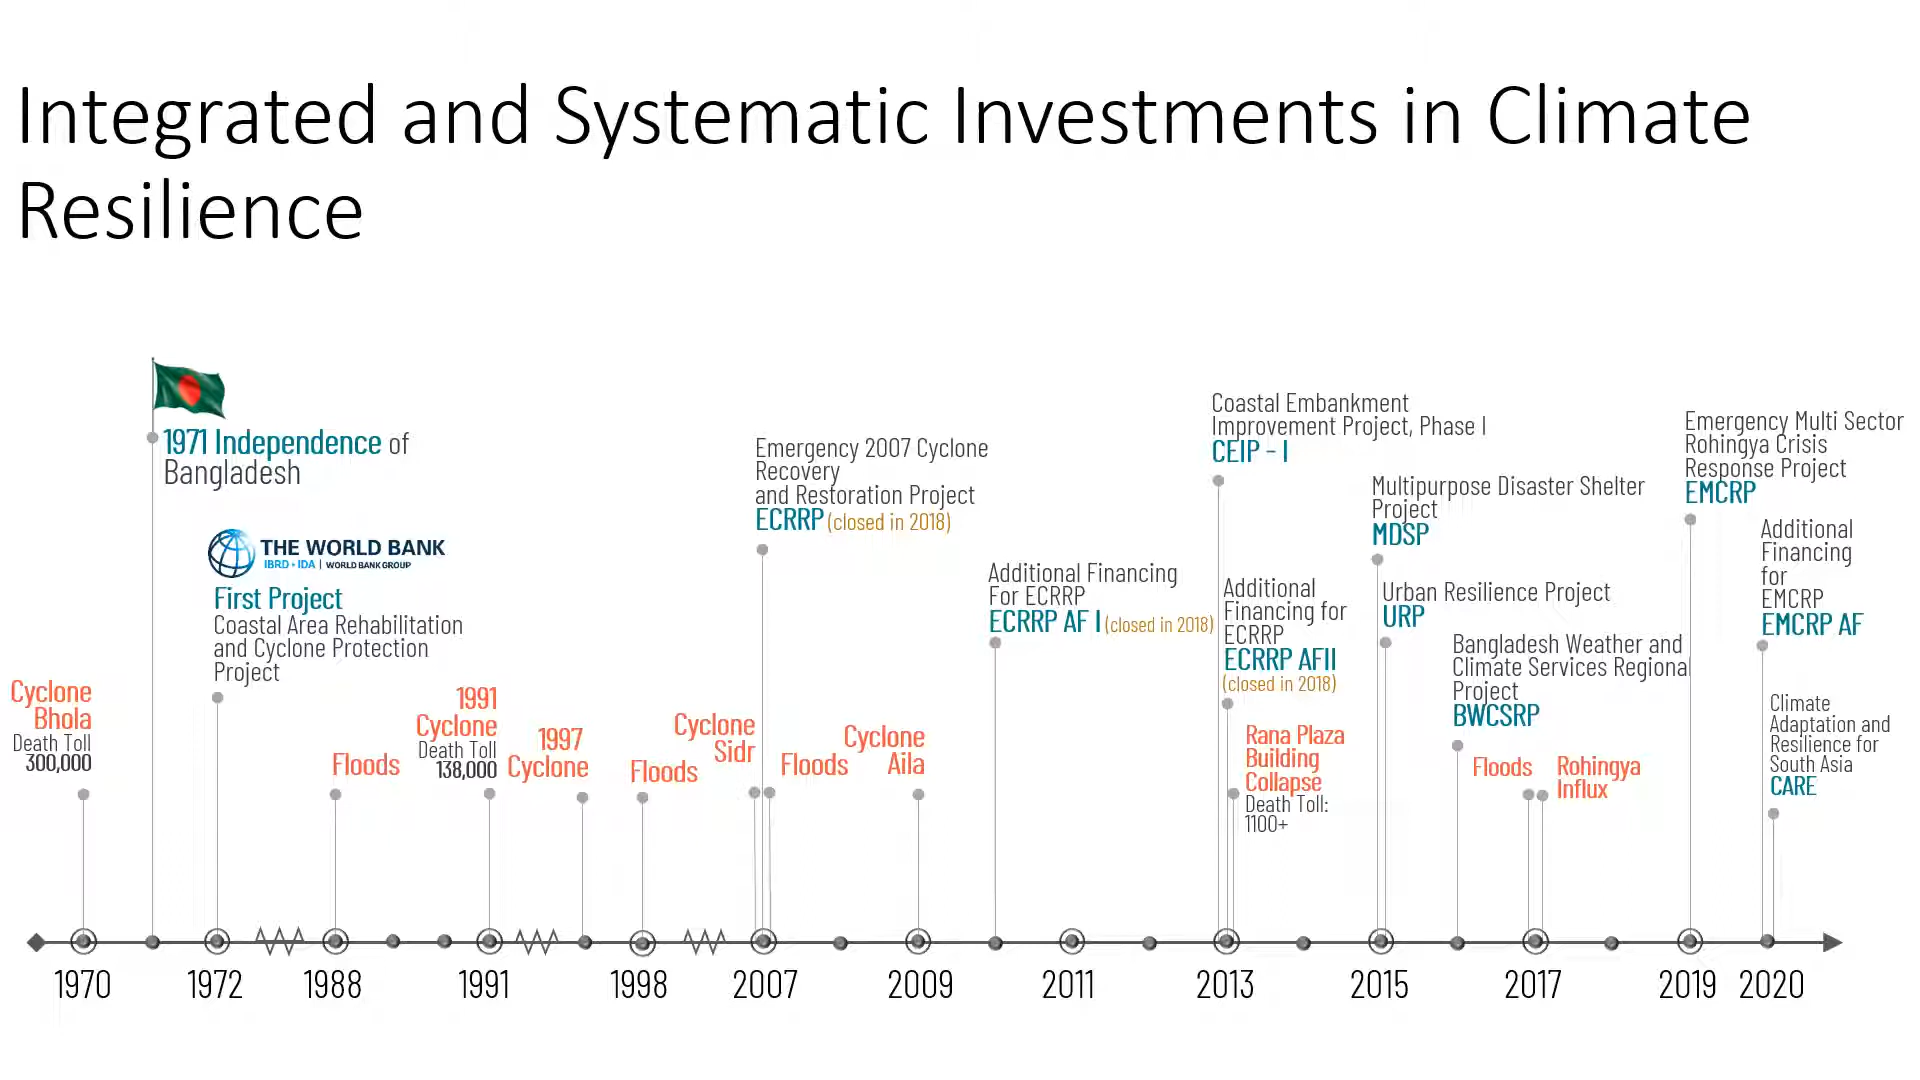 Integrated and Systematic Investments in Climate
Resilience
1971 Independence of
Bangladesh
THE WORLD BANK
IBRD • IDA | WORLD BANK GROUP
First Project
Coastal Area Rehabilitation
and Cyclone Protection
Project
Cyclone
Bhola
Death Toll
300,000
Floods
1991
Cyclone
Death Toll
138,000
1997
Cyclone
Floods
Cyclone
Sidr
Emergency 2007 Cyclone
Recovery
and Restoration Project
ECRRP (closed in 2018)
Floods
Cyclone
Aila
Additional Financing
For ECRRP
ECRRP AF I (closed in 2018)
Coastal Embankment
Improvement Project, Phase I
CEIP - I
Additional
Financing for
ECRRP
ECRRP AFII
(closed in 2018)
Rana Plaza
Building
Collapse
Death Toll:
1100+
Multipurpose Disaster Shelter
Project
MDSP
Urban Resilience Project
URP
Bangladesh Weather and
Climate Services Regional
Project
BWCSRP
Floods
Rohingya
Influx
Emergency Multi Sector
Rohingya Crisis
Response Project
EMCRP
Additional
Financing
for
EMCRP
EMCRP AF
Climate
Adaptation and
Resilience for
South Asia
CARE
1970
1972
1988
1991
1998
2007
2009
2011
2013
2015
2017
2019
2020